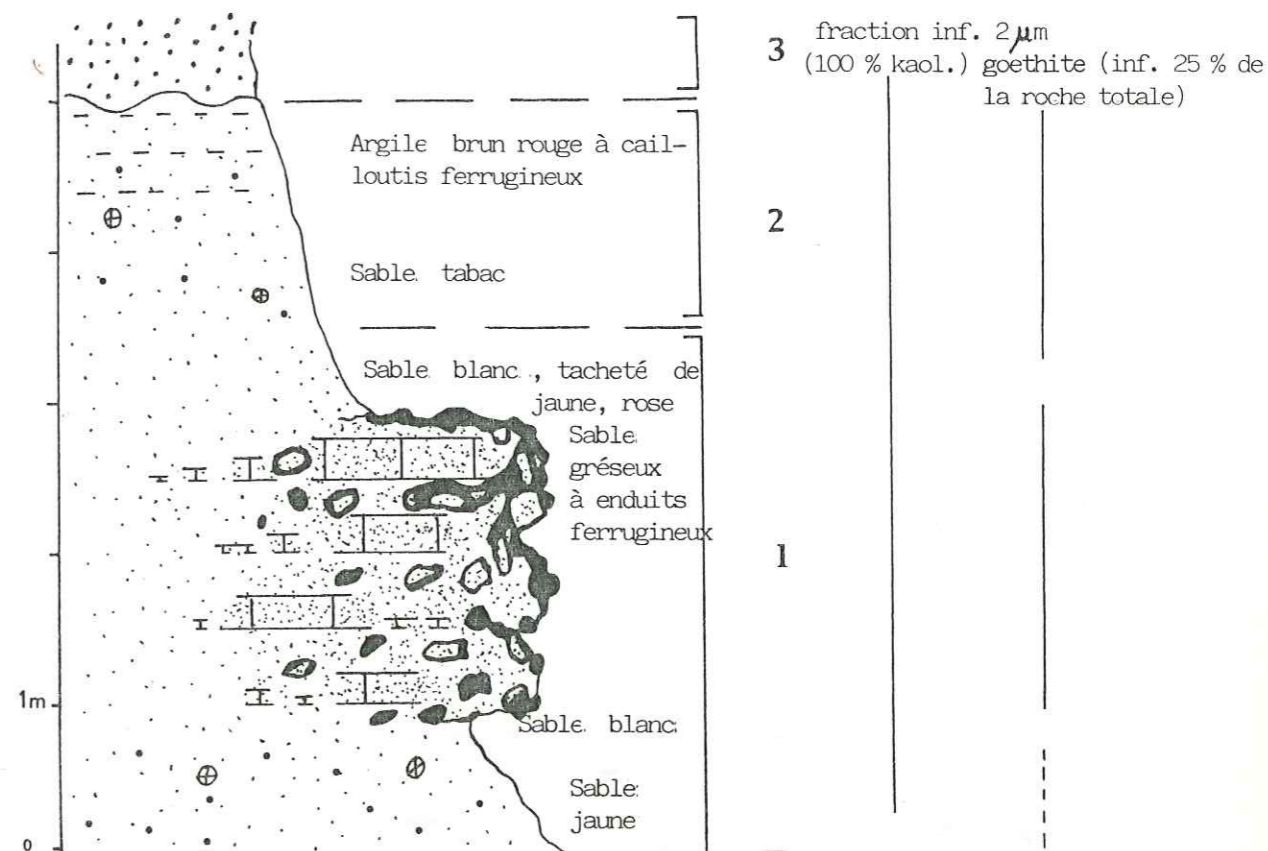 fraction inf. 2 µm
3 (100 % kaol.) goethite (inf. 25 % de
la roche totale)
Argile brun rouge à cail-
loutis ferrugineux
2
Sable tabac
Sable blanc, tacheté de
jaune, rose
Sable
gréseux
à enduits
ferrugineux
1
1m
Sable blanc
Sable
jaune
0